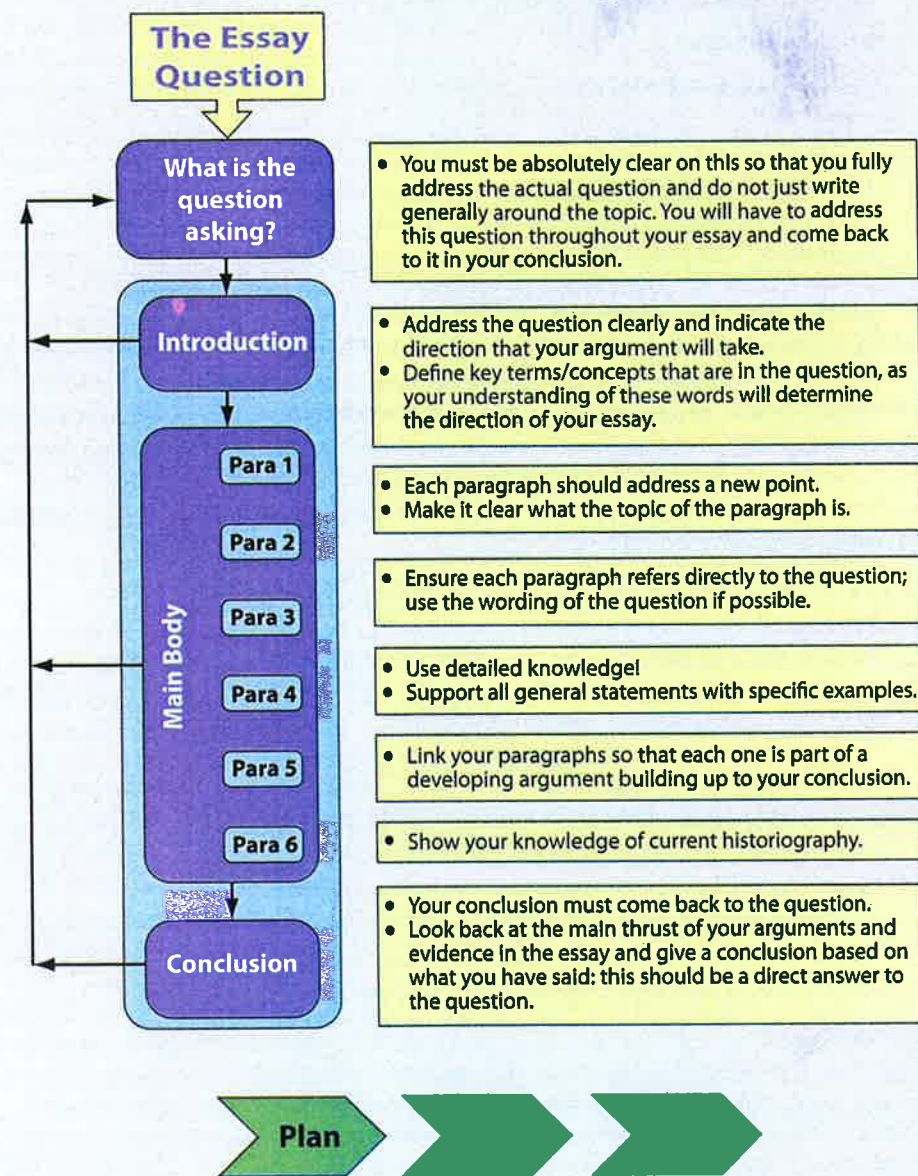 The Essay
Question
What is the
question
asking?
• You must be absolutely clear on this so that you fully
address the actual question and do not just write
generally around the topic. You will have to address
this question throughout your essay and come back
to it in your conclusion.
Introduction
• Address the question clearly and indicate the
direction that your argument will take.
• Define key terms/concepts that are in the question, as
your understanding of these words will determine
the direction of your essay.
Main Body
Para 1
• Each paragraph should address a new point.
• Make it clear what the topic of the paragraph is.
Para 2
• Ensure each paragraph refers directly to the question;
use the wording of the question if possible.
Para 3
Para 4
• Use detailed knowledge!
• Support all general statements with specific examples.
Para 5
• Link your paragraphs so that each one is part of a
developing argument building up to your conclusion.
Para 6
• Show your knowledge of current historiography.
Conclusion
• Your conclusion must come back to the question.
• Look back at the main thrust of your arguments and
evidence in the essay and give a conclusion based on
what you have said: this should be a direct answer to
the question.
Plan